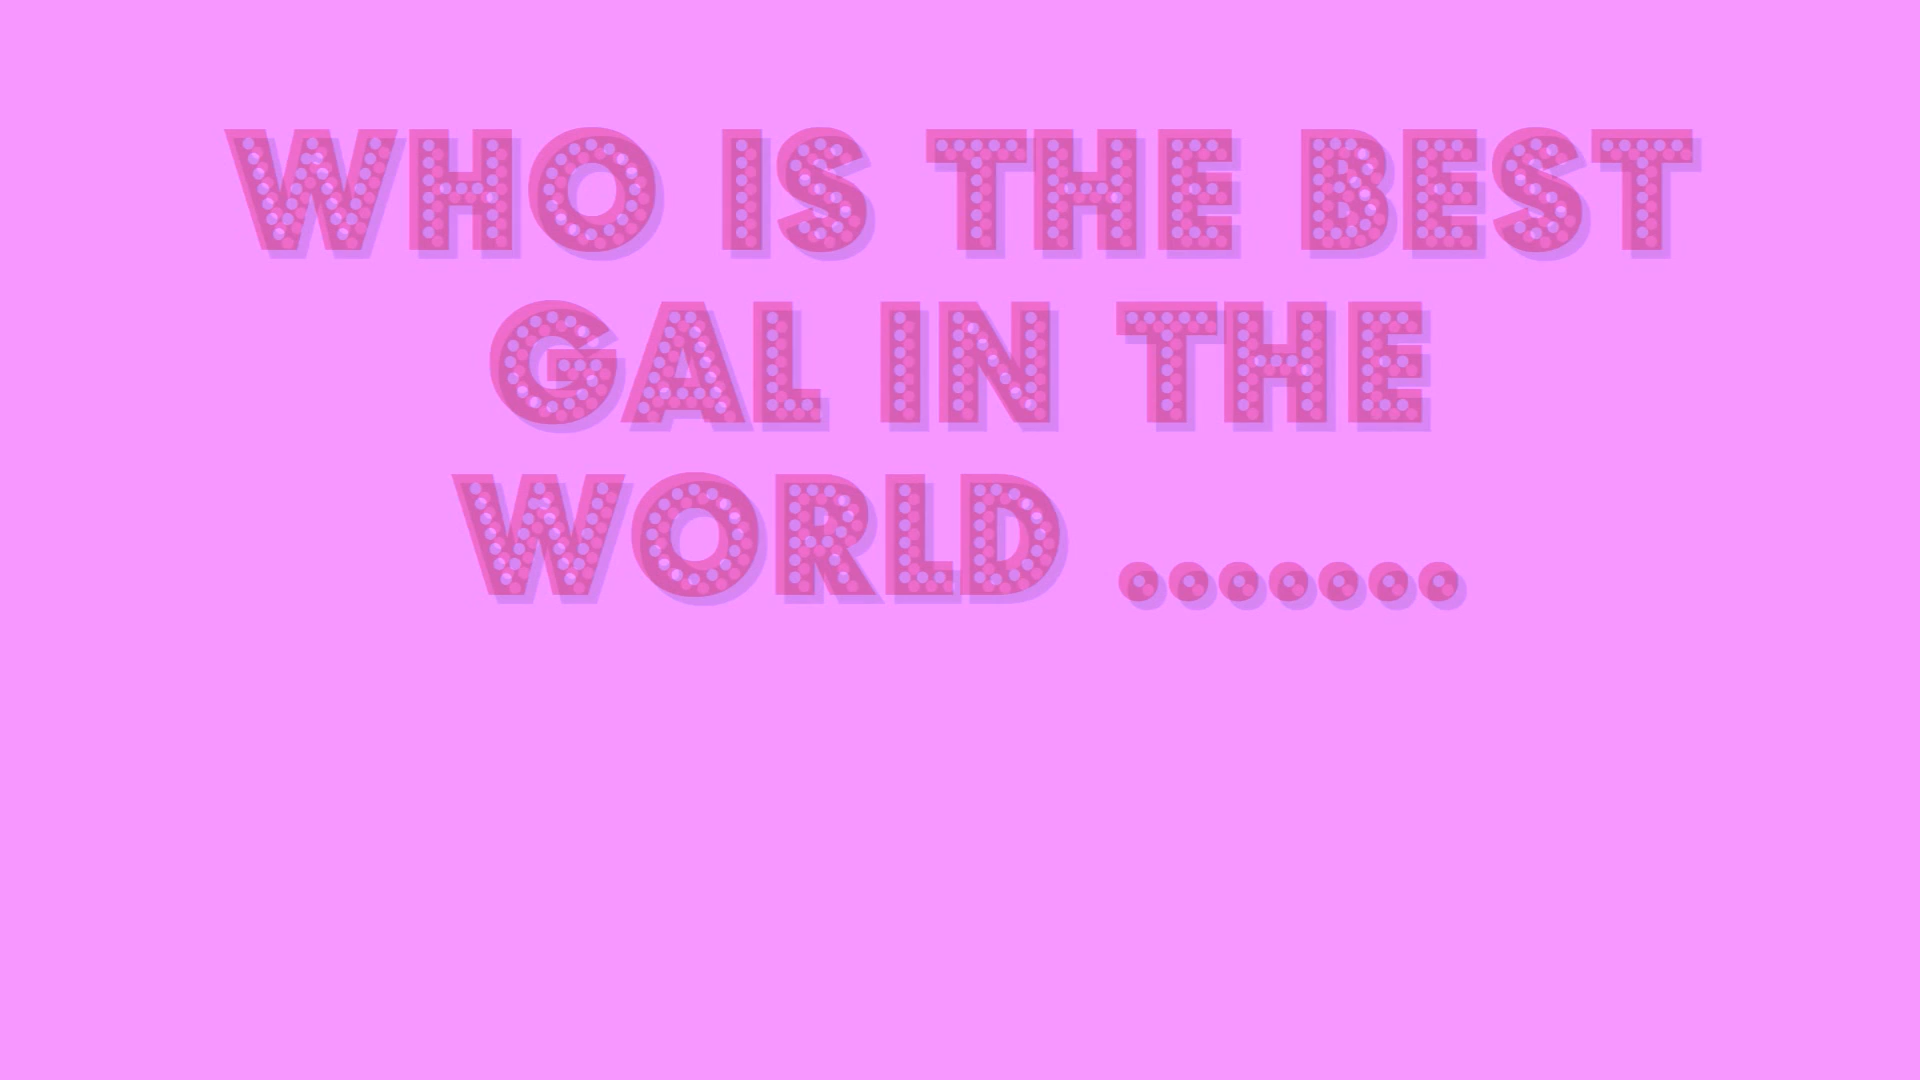 WHO IS THE BEST
GAL IN THE
WORLD .......